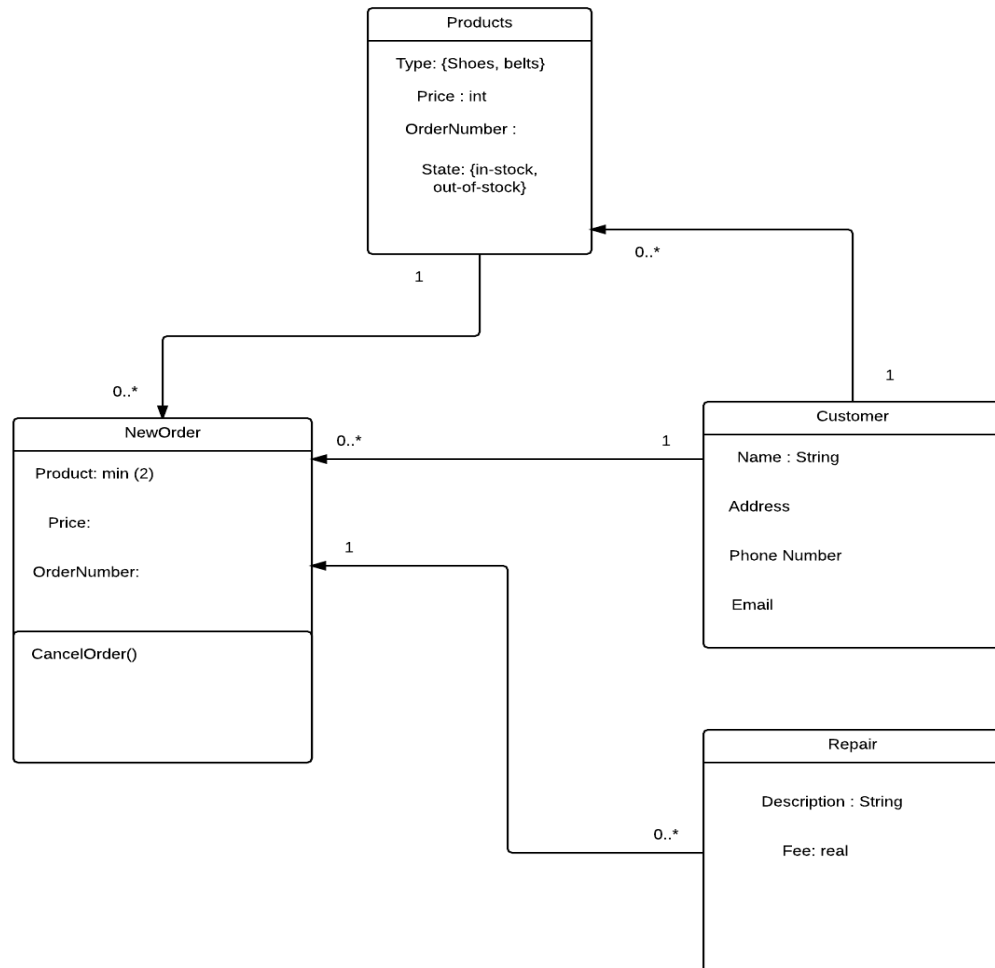 Products
Type: {Shoes, belts}
Price : int
OrderNumber :
State: {in-stock,
out-of-stock}
0..*
1
0..*
1
NewOrder
Product: min (2)
Price:
OrderNumber:
CancelOrder()
0..*
1
Customer
Name : String
Address
Phone Number
Email
1
0..*
Repair
Description : String
Fee: real